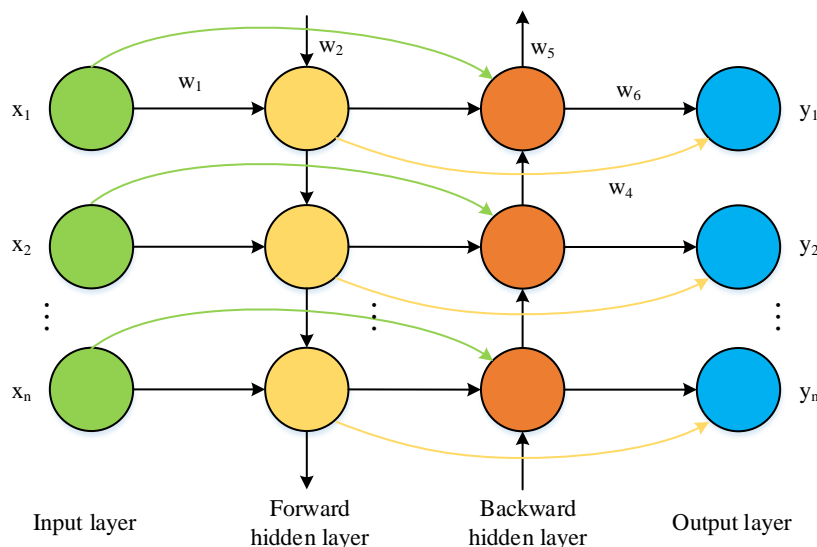 w2
w5
w1
w6
x1
y1
w4
x2
y2
⋮
⋮
⋮
xn
yn
Input layer
Forward
hidden layer
Backward
hidden layer
Output layer